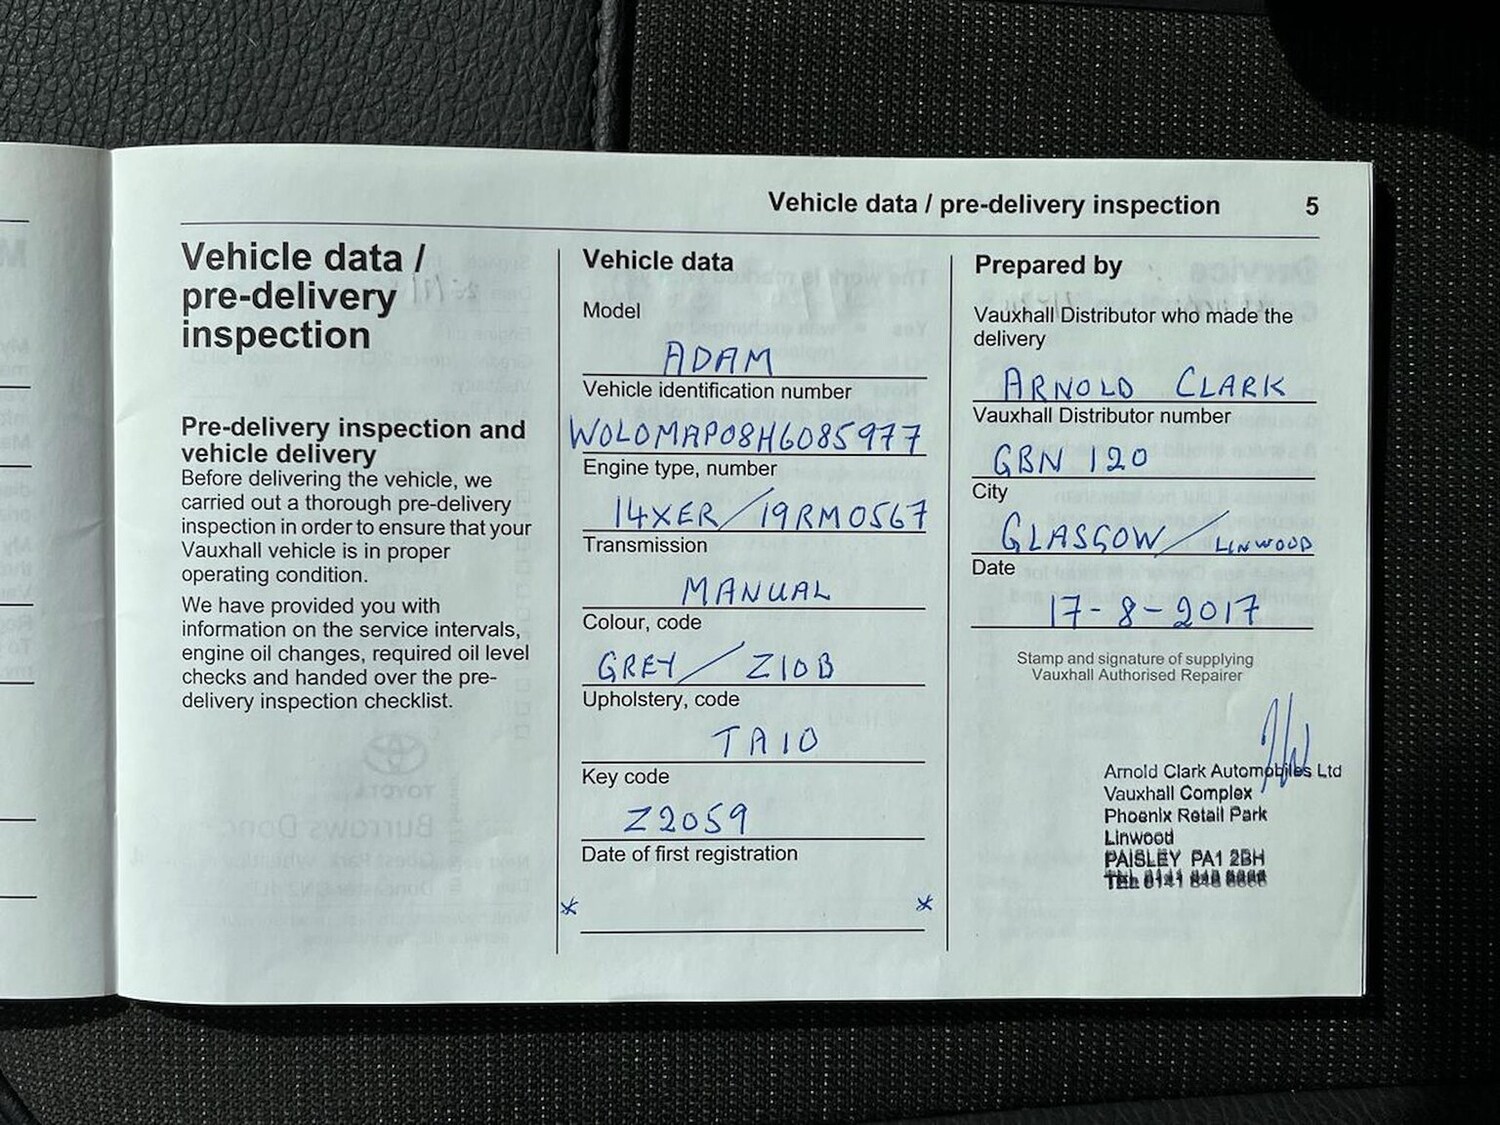 Vehicle data / pre-delivery inspection 5
Vehicle data /
pre-delivery
inspection
Pre-delivery inspection and
vehicle delivery
Before delivering the vehicle, we
carried out a thorough pre-delivery
inspection in order to ensure that your
Vauxhall vehicle is in proper
operating condition.
We have provided you with
information on the service intervals,
engine oil changes, required oil level
checks and handed over the pre-
delivery inspection checklist.
Vehicle data
Model
ADAM
Vehicle identification number
W0L0MAP08H6085977
Engine type, number
14XER / 19RM0567
Transmission
MANUAL
Colour, code
GREY / Z10B
Upholstery, code
TA10
Key code
Z2059
Date of first registration
* *
Prepared by
Vauxhall Distributor who made the
delivery
ARNOLD CLARK
Vauxhall Distributor number
GBN 120
City
GLASGOW / LINWOOD
Date
17-8-2017
Stamp and signature of supplying
Vauxhall Authorised Repairer
Arnold Clark Automobiles Ltd
Vauxhall Complex
Phoenix Retail Park
Linwood
PAISLEY PA1 2BH
TEL 0141